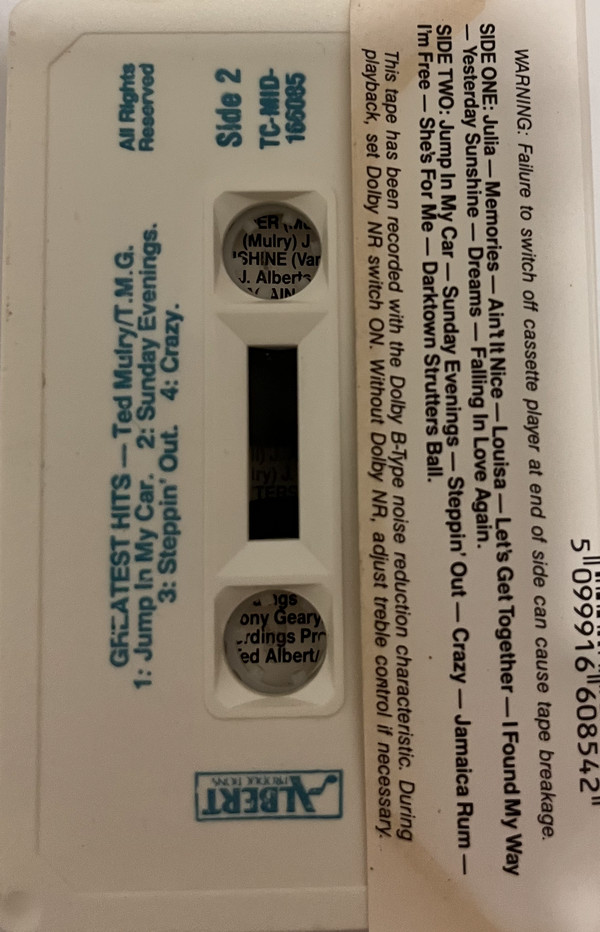 WARNING: Failure to switch off cassette player at end of side can cause tape breakage.
SIDE ONE: Julia — Memories — Ain't It Nice — Louisa — Let's Get Together — I Found My Way
— Yesterday Sunshine — Dreams — Falling In Love Again.
SIDE TWO: Jump In My Car — Sunday Evenings — Steppin' Out — Crazy — Jamaica Rum —
I'm Free — She's For Me — Darktown Strutters Ball.
This tape has been recorded with the Dolby B-Type noise reduction characteristic. During
playback, set Dolby NR switch ON. Without Dolby NR, adjust treble control if necessary.
5 099916 608542
All Rights
Reserved
Side 2
TC-MID-
166085
GREATEST HITS — Ted Mulry/T.M.G.
1: Jump In My Car. 2: Sunday Evenings.
3: Steppin' Out. 4: Crazy.
ALBERT
PRODUCTIONS
(Mulry) J
SHINE (Var
J. Alberts
ony Geary
rdings Pr
ed Albert/